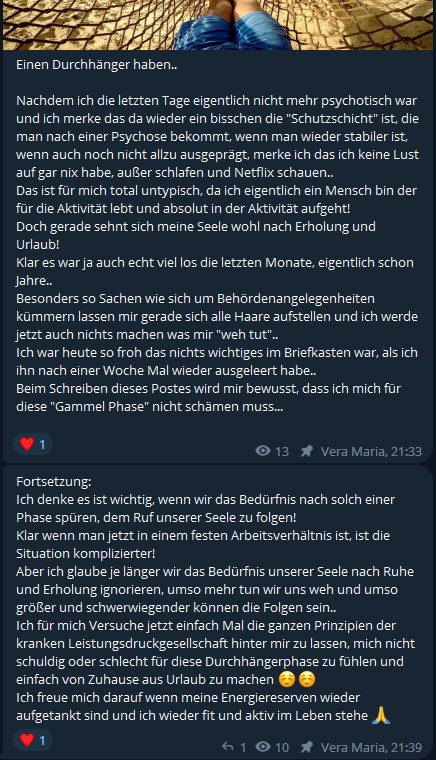 Einen Durchhänger haben..
Nachdem ich die letzten Tage eigentlich nicht mehr psychotisch war
und ich merke das da wieder ein bisschen die "Schutzschicht" ist, die
man nach einer Psychose bekommt, wenn man wieder stabiler ist,
wenn auch noch nicht allzu ausgeprägt, merke ich das ich keine Lust
auf gar nix habe, außer schlafen und Netflix schauen..
Das ist für mich total untypisch, da ich eigentlich ein Mensch bin der
für die Aktivität lebt und absolut in der Aktivität aufgeht!
Doch gerade sehnt sich meine Seele wohl nach Erholung und
Urlaub!
Klar es war ja auch echt viel los die letzten Monate, eigentlich schon
Jahre..
Besonders so Sachen wie sich um Behördenangelegenheiten
kümmern lassen mir gerade sich alle Haare aufstellen und ich werde
jetzt auch nichts machen was mir "weh tut"..
Ich war heute so froh das nichts wichtiges im Briefkasten war, als ich
ihn nach einer Woche Mal wieder ausgeleert habe..
Beim Schreiben dieses Postes wird mir bewusst, dass ich mich für
diese "Gammel Phase" nicht schämen muss...
❤️ 1
13 Vera Maria, 21:33
Fortsetzung:
Ich denke es ist wichtig, wenn wir das Bedürfnis nach solch einer
Phase spüren, dem Ruf unserer Seele zu folgen!
Klar wenn man jetzt in einem festen Arbeitsverhältnis ist, ist die
Situation komplizierter!
Aber ich glaube je länger wir das Bedürfnis unserer Seele nach Ruhe
und Erholung ignorieren, umso mehr tun wir uns weh und umso
größer und schwerwiegender können die Folgen sein..
Ich für mich Versuche jetzt einfach Mal die ganzen Prinzipien der
kranken Leistungsdruckgesellschaft hinter mir zu lassen, mich nicht
schuldig oder schlecht für diese Durchhängerphase zu fühlen und
einfach von Zuhause aus Urlaub zu machen ☺️☺️
Ich freue mich darauf wenn meine Energiereserven wieder
aufgetankt sind und ich wieder fit und aktiv im Leben stehe 🙏
❤️ 1
1 10 Vera Maria, 21:39